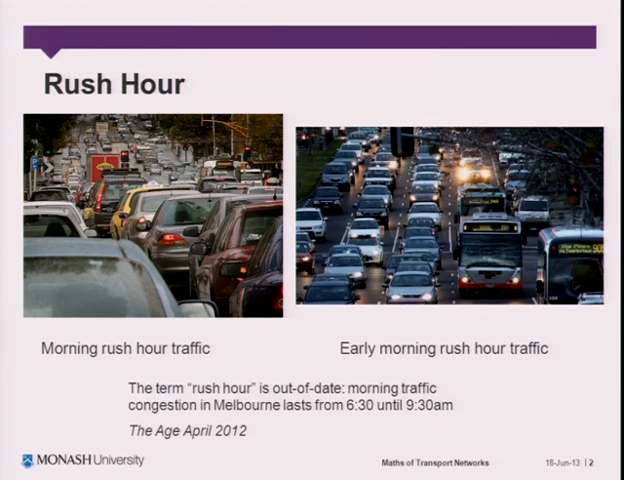 Rush Hour
Morning rush hour traffic
Early morning rush hour traffic
The term “rush hour” is out-of-date: morning traffic
congestion in Melbourne lasts from 6:30 until 9:30am
The Age April 2012
MONASH University
Maths of Transport Networks
18-Jun-13 | 2